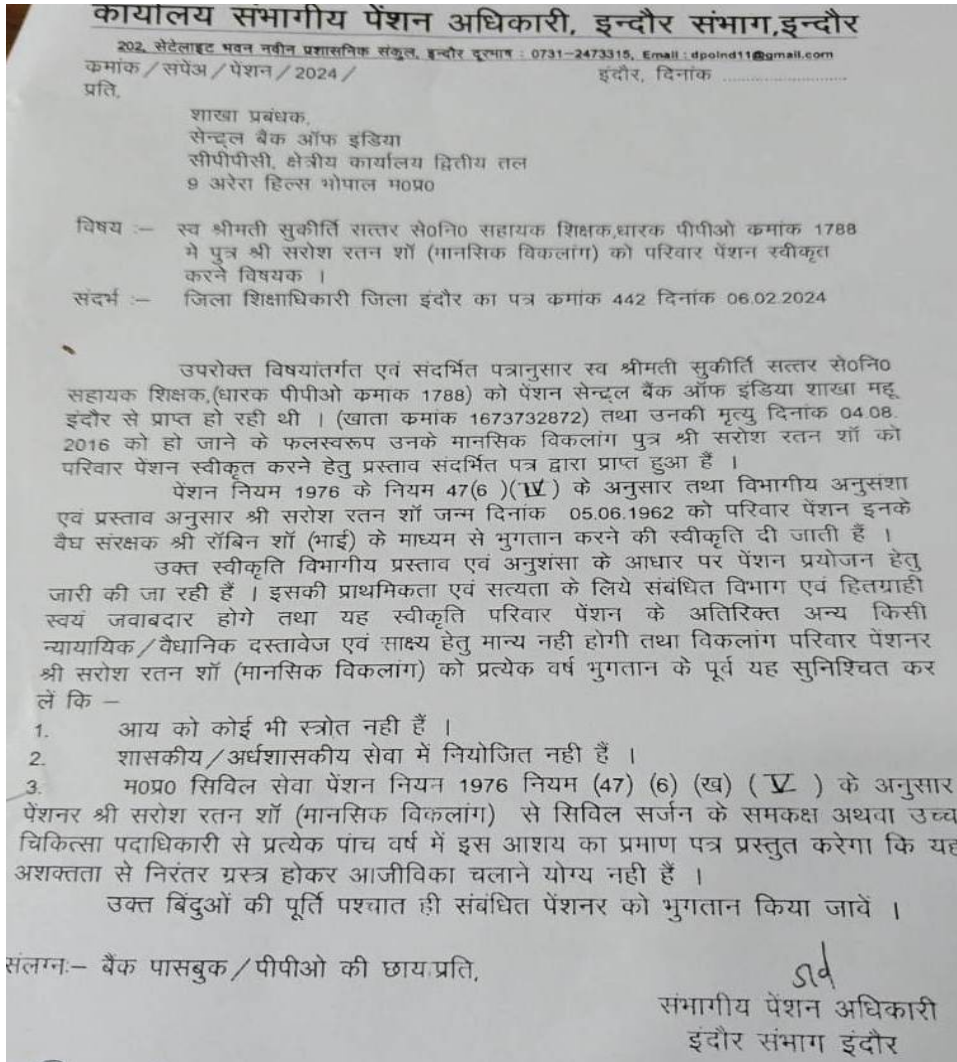 कार्यालय संभागीय पेंशन अधिकारी, इन्दौर संभाग,इन्दौर
202, सेटेलाइट भवन नवीन प्रशासनिक संकुल, इन्दौर दूरभाष : 0731-2473315, Email : dpoind11@gmail.com
कमांक/संपेंअ/पेंशन/2024/ इंदौर, दिनांक ..........................
प्रति,
शाखा प्रबंधक,
सेन्ट्रल बैंक ऑफ इंडिया
सीपीपीसी, क्षेत्रीय कार्यालय द्वितीय तल
9 अरेरा हिल्स भोपाल म0प्र0
विषय :– स्व श्रीमती सुकीर्ति सत्तर से०नि० सहायक शिक्षक,धारक पीपीओ कमांक 1788
मे पुत्र श्री सरोश रतन शॉ (मानसिक विकलांग) को परिवार पेंशन स्वीकृत
करने विषयक ।
संदर्भ :– जिला शिक्षाधिकारी जिला इंदौर का पत्र कमांक 442 दिनांक 06.02.2024
उपरोक्त विषयांतर्गत एवं संदर्भित पत्रानुसार स्व श्रीमती सुकीर्ति सत्तर से०नि०
सहायक शिक्षक,(धारक पीपीओ कमाक 1788) को पेंशन सेन्ट्रल बैंक ऑफ इंडिया शाखा महू
इंदौर से प्राप्त हो रही थी । (खाता कमांक 1673732872) तथा उनकी मृत्यु दिनांक 04.08.
2016 को हो जाने के फलस्वरूप उनके मानसिक विकलांग पुत्र श्री सरोश रतन शॉ को
परिवार पेंशन स्वीकृत करने हेतु प्रस्ताव संदर्भित पत्र द्वारा प्राप्त हुआ हैं ।
पेंशन नियम 1976 के नियम 47(6 )(IV) के अनुसार तथा विभागीय अनुसंशा
एवं प्रस्ताव अनुसार श्री सरोश रतन शॉ जन्म दिनांक 05.06.1962 को परिवार पेंशन इनके
वैघ संरक्षक श्री रॉबिन शॉ (भाई) के माध्यम से भुगतान करने की स्वीकृति दी जाती हैं ।
उक्त स्वीकृति विभागीय प्रस्ताव एवं अनुशंसा के आधार पर पेंशन प्रयोजन हेतु
जारी की जा रही हैं । इसकी प्राथमिकता एवं सत्यता के लिये संबंधित विभाग एवं हितग्राही
स्वयं जवाबदार होगे तथा यह स्वीकृति परिवार पेंशन के अतिरिक्त अन्य किसी
न्यायायिक/वैधानिक दस्तावेज एवं साक्ष्य हेतु मान्य नही होगी तथा विकलांग परिवार पेंशनर
श्री सरोश रतन शॉ (मानसिक विकलांग) को प्रत्येक वर्ष भुगतान के पूर्व यह सुनिश्चित कर
लें कि –
1. आय को कोई भी स्त्रोत नही हैं ।
2. शासकीय/अर्धशासकीय सेवा में नियोजित नही हैं ।
3. म0प्र0 सिविल सेवा पेंशन नियन 1976 नियम (47) (6) (ख) ( V ) के अनुसार
पेंशनर श्री सरोश रतन शॉ (मानसिक विकलांग) से सिविल सर्जन के समकक्ष अथवा उच्च
चिकित्सा पदाधिकारी से प्रत्येक पांच वर्ष में इस आशय का प्रमाण पत्र प्रस्तुत करेगा कि यह
अशक्तता से निरंतर ग्रस्त्र होकर आजीविका चलाने योग्य नही हैं ।
उक्त बिंदुओं की पूर्ति पश्चात ही संबंधित पेंशनर को भुगतान किया जावें ।
संलग्नः– बैंक पासबुक/पीपीओ की छायाप्रति,
sd
संभागीय पेंशन अधिकारी
इंदौर संभाग इंदौर